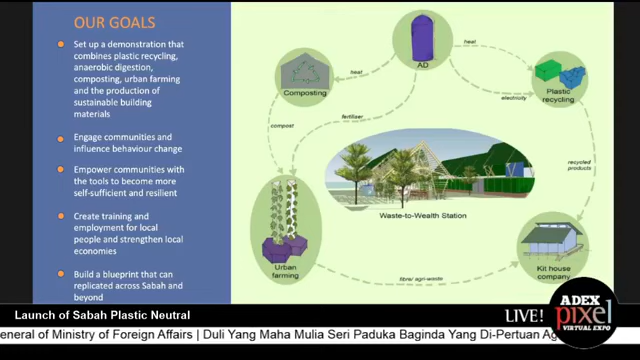 OUR GOALS
Set up a demonstration that
combines plastic recycling,
anaerobic digestion,
composting, urban farming
and the production of
sustainable building
materials
Engage communities and
influence behaviour change
Empower communities with
the tools to become more
self-sufficient and resilient
Create training and
employment for local
people and strengthen local
economies
Build a blueprint that can
replicated across Sabah and
beyond
AD
heat
heat
Composting
Plastic
recycling
electricity
fertiliser
compost
recycled
products
Waste-to-Wealth Station
Urban
farming
fibre/ agri-waste
Kit house
company
Launch of Sabah Plastic Neutral
LIVE!
ADEX
pixel
VIRTUAL EXPO
General of Ministry of Foreign Affairs | Duli Yang Maha Mulia Seri Paduka Baginda Yang Di-Pertuan Ag